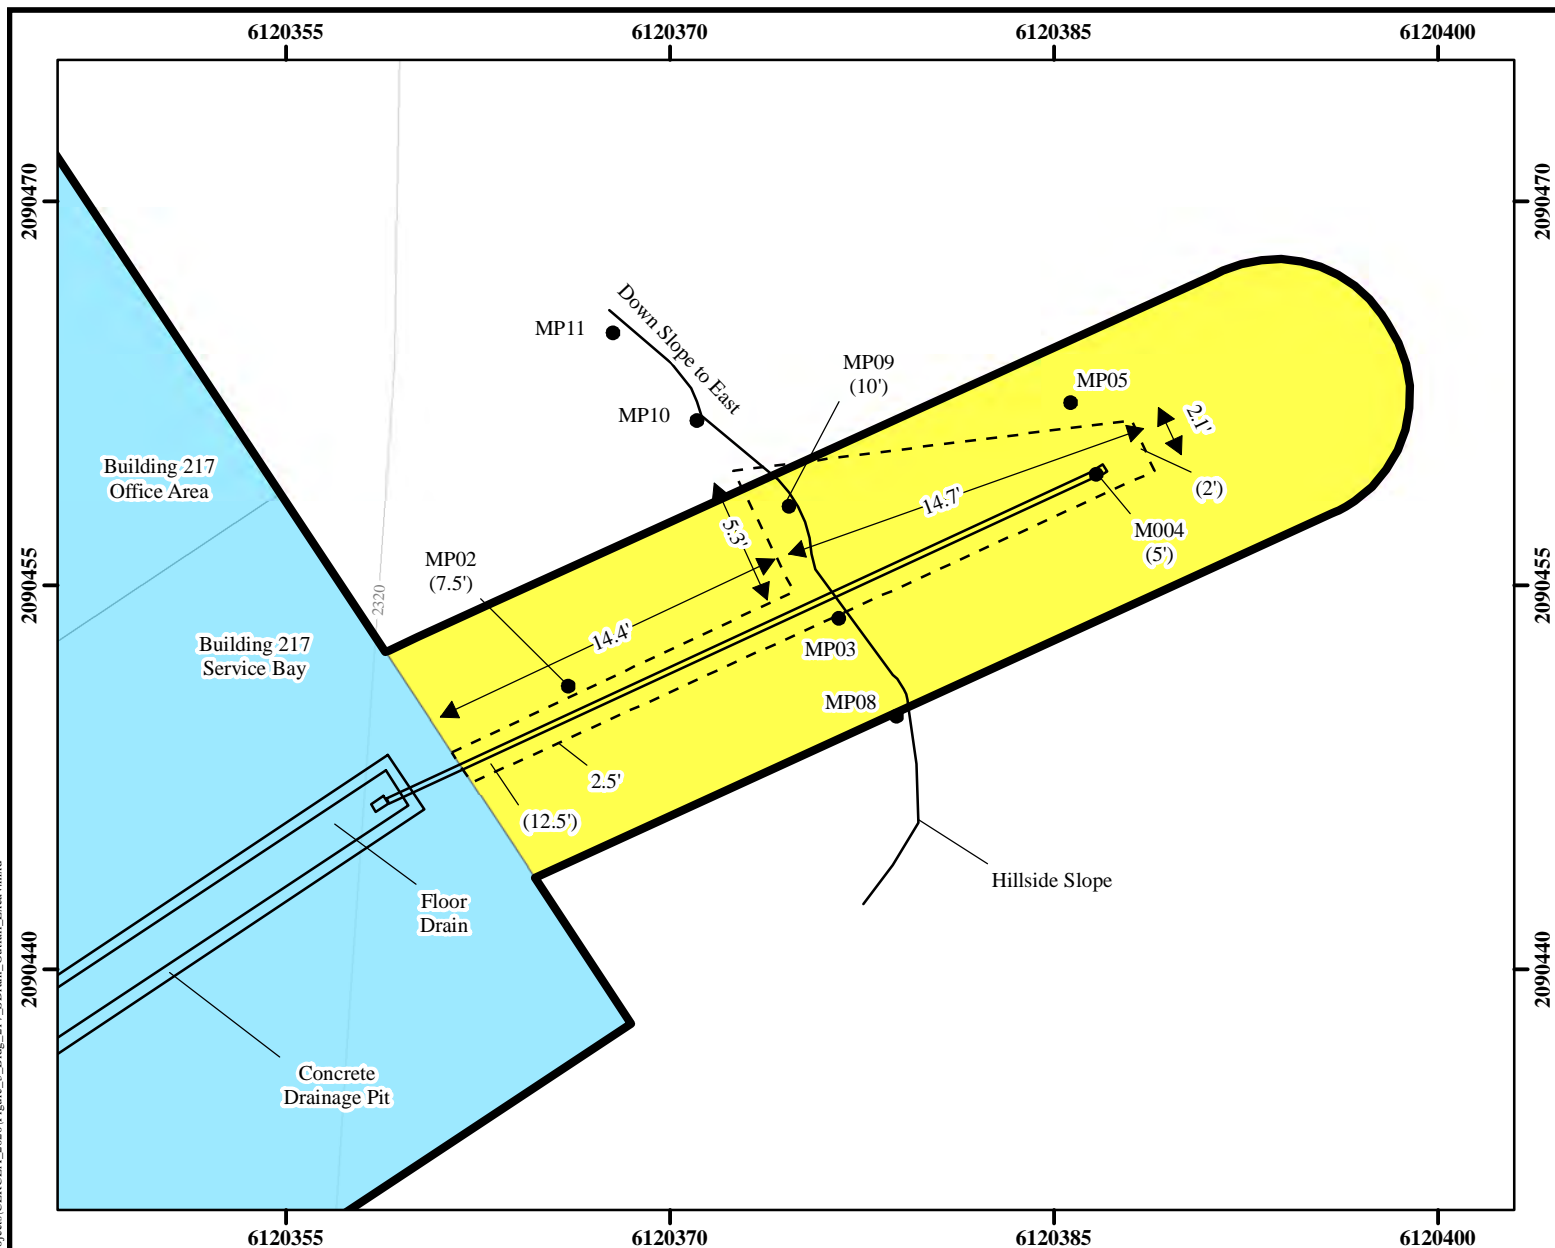 6120355
6120370
6120385
6120400
2090470
2090470
Down Slope to East
MP11
MP09
(10')
MP05
MP10
2.1'
Building 217
Office Area
(2')
14.7'
5.3'
M004
(5')
MP02
(7.5')
2090455
2090455
2320
14.4'
Building 217
Service Bay
MP03
MP08
2.5'
(12.5')
Hillside Slope
Floor
Drain
2090440
2090440
Concrete
Drainage Pit
6120355
6120370
6120385
6120400